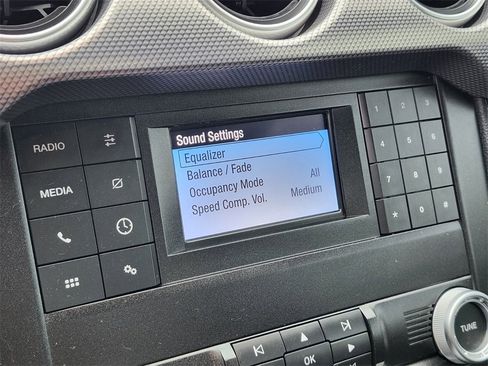 Sound Settings
Equalizer
Balance / Fade
Occupancy Mode All
Speed Comp. Vol. Medium
RADIO
MEDIA
1 2 3
4 5 6
7 8 9
* 0 #
OK
TUNE